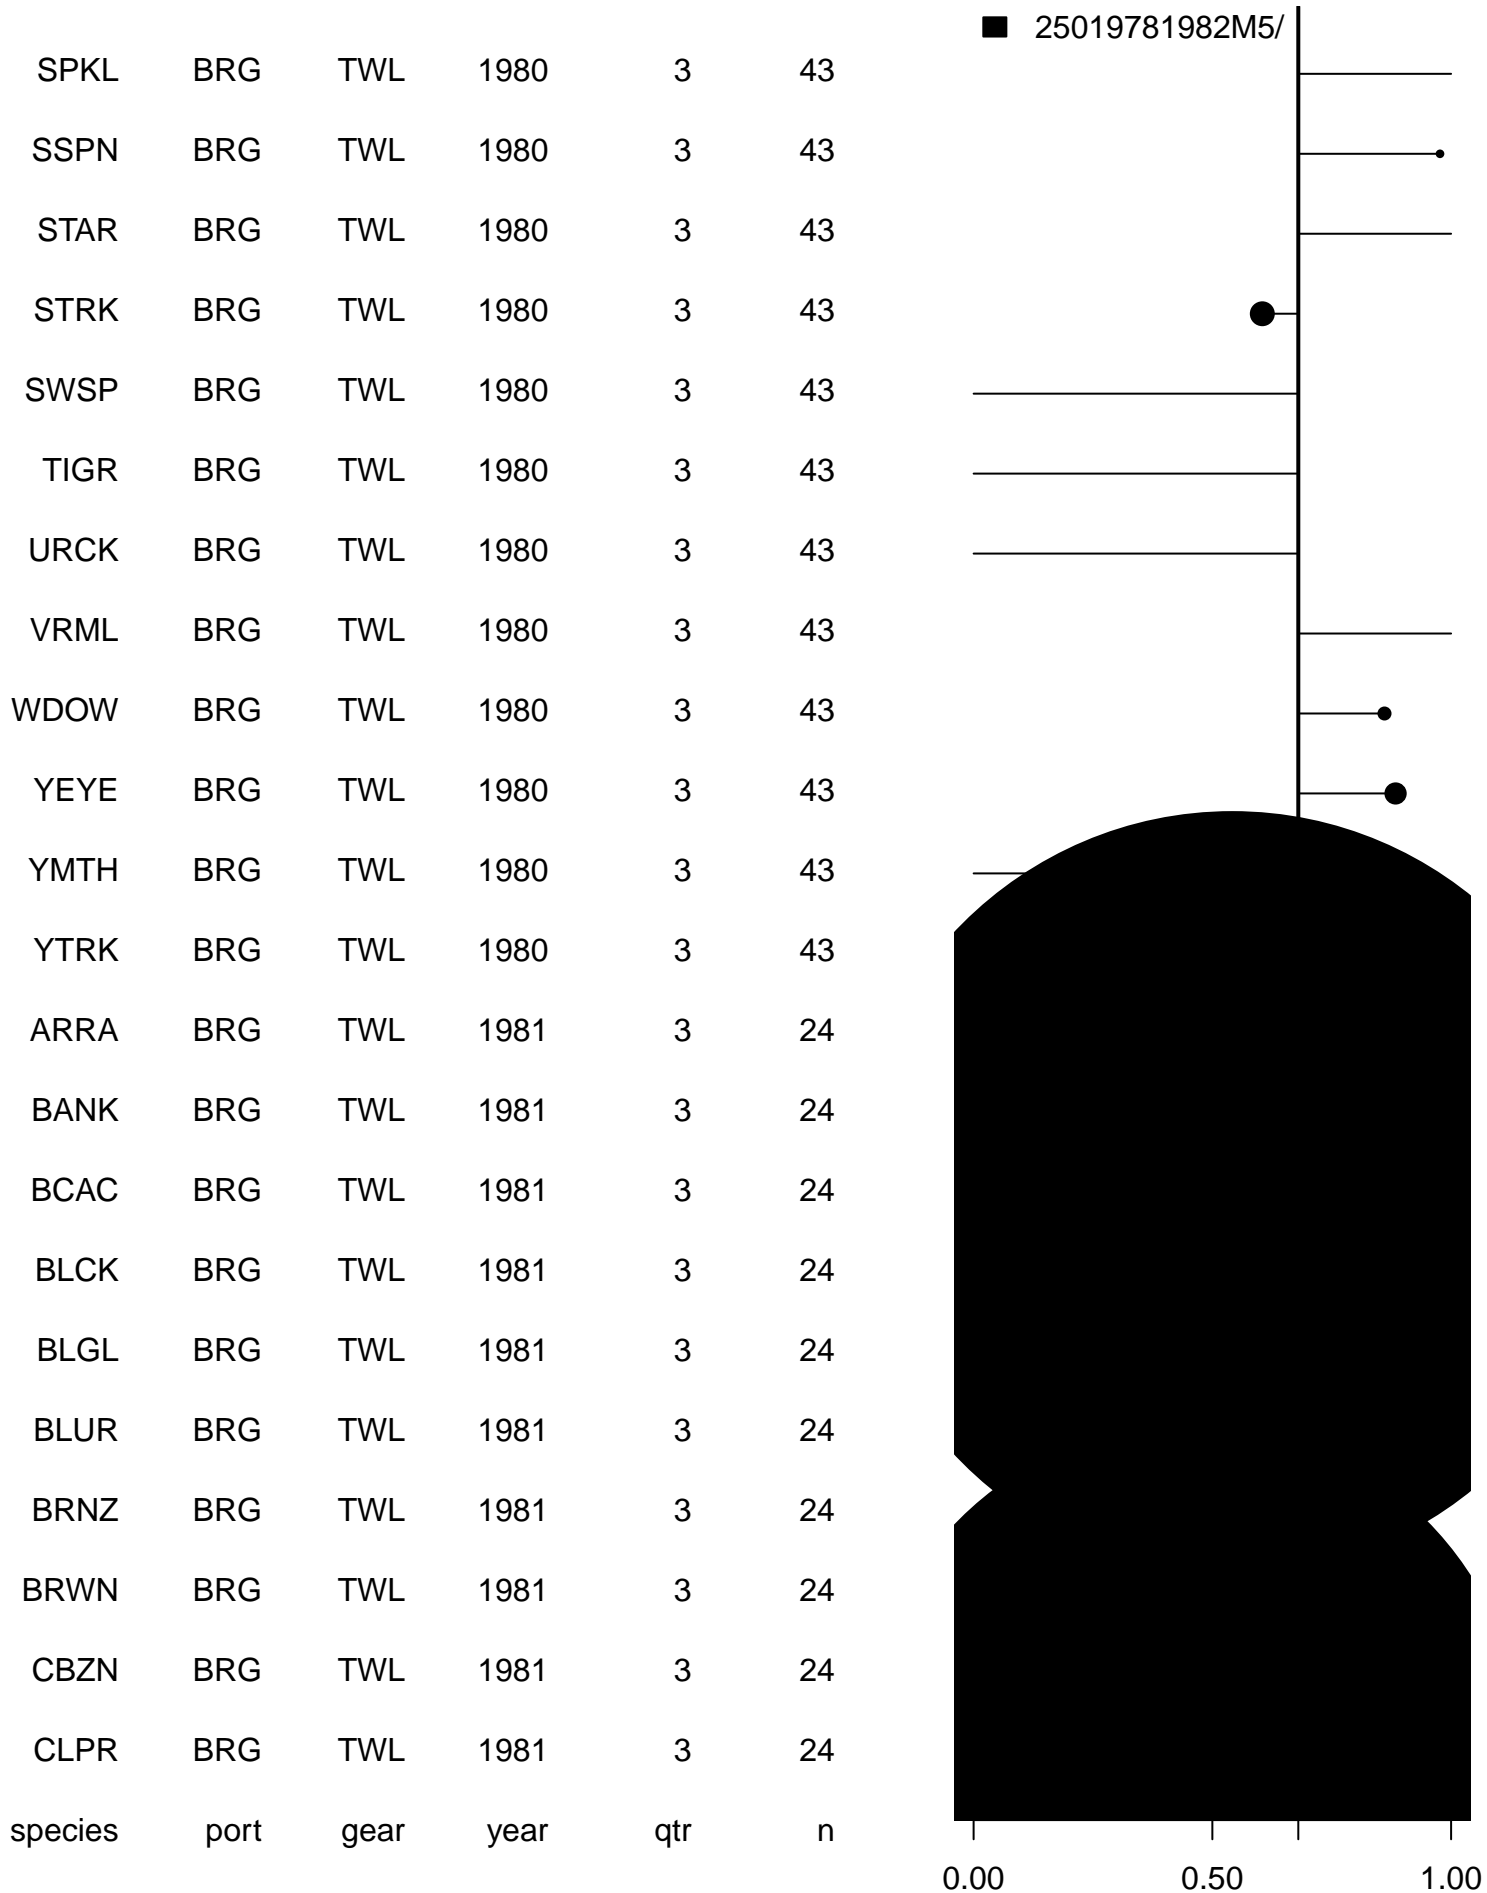 25019781982M5/
SPKL BRG TWL 1980 3 43
SSPN BRG TWL 1980 3 43
STAR BRG TWL 1980 3 43
STRK BRG TWL 1980 3 43
SWSP BRG TWL 1980 3 43
TIGR BRG TWL 1980 3 43
URCK BRG TWL 1980 3 43
VRML BRG TWL 1980 3 43
WDOW BRG TWL 1980 3 43
YEYE BRG TWL 1980 3 43
YMTH BRG TWL 1980 3 43
YTRK BRG TWL 1980 3 43
ARRA BRG TWL 1981 3 24
BANK BRG TWL 1981 3 24
BCAC BRG TWL 1981 3 24
BLCK BRG TWL 1981 3 24
BLGL BRG TWL 1981 3 24
BLUR BRG TWL 1981 3 24
BRNZ BRG TWL 1981 3 24
BRWN BRG TWL 1981 3 24
CBZN BRG TWL 1981 3 24
CLPR BRG TWL 1981 3 24
species port gear year qtr n
0.00 0.50 1.00